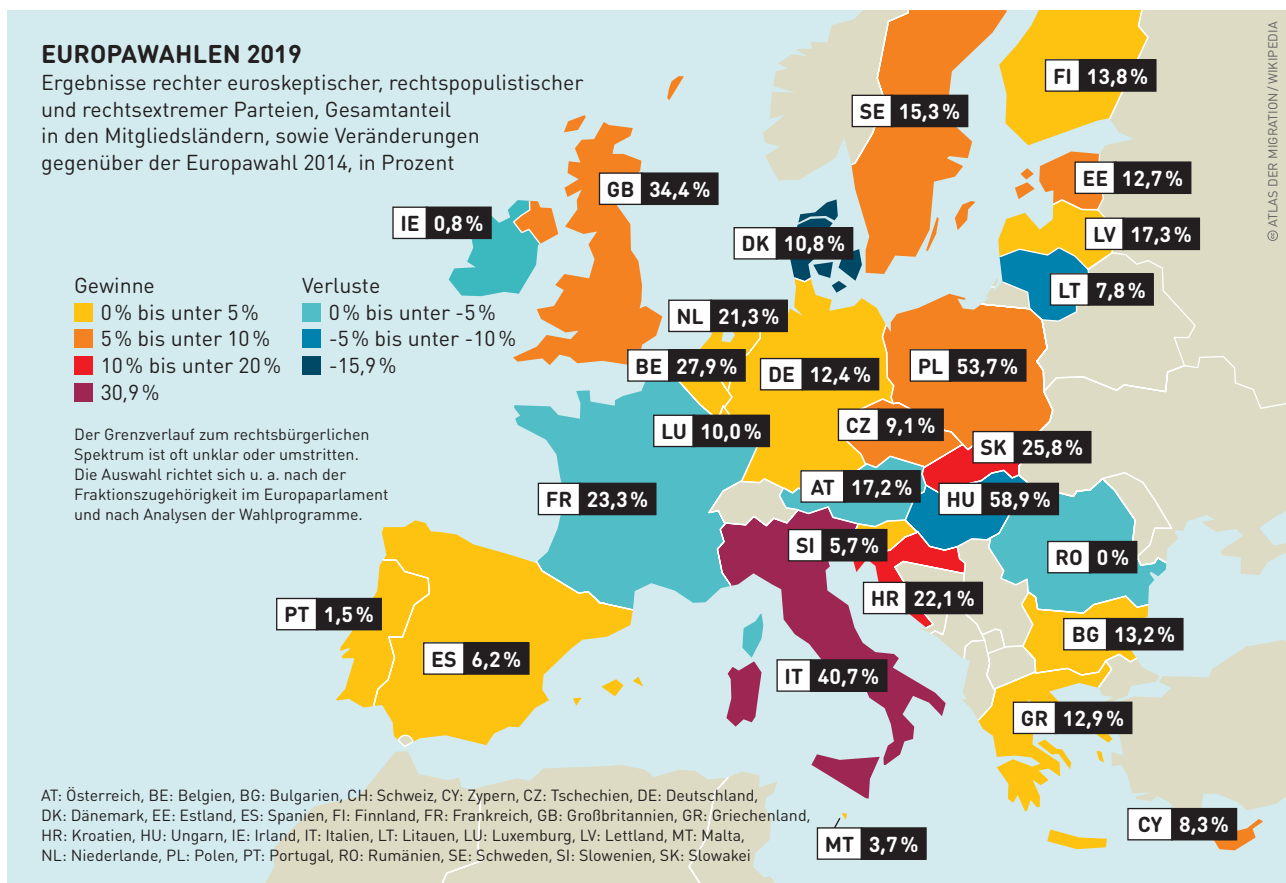 EUROPAWAHLEN 2019
Ergebnisse rechter euroskeptischer, rechtspopulistischer
und rechtsextremer Parteien, Gesamtanteil
in den Mitgliedsländern, sowie Veränderungen
gegenüber der Europawahl 2014, in Prozent
© ATLAS DER MIGRATION / WIKIPEDIA
FI 13,8 %
SE 15,3 %
GB 34,4 %
EE 12,7 %
IE 0,8 %
DK 10,8 %
LV 17,3 %
LT 7,8 %
Gewinne
0 % bis unter 5 %
5 % bis unter 10 %
10 % bis unter 20 %
30,9 %
Verluste
0 % bis unter -5 %
-5 % bis unter -10 %
-15,9 %
NL 21,3 %
BE 27,9 %
DE 12,4 %
PL 53,7 %
LU 10,0 %
CZ 9,1 %
SK 25,8 %
Der Grenzverlauf zum rechtsbürgerlichen
Spektrum ist oft unklar oder umstritten.
Die Auswahl richtet sich u. a. nach der
Fraktionszugehörigkeit im Europaparlament
und nach Analysen der Wahlprogramme.
FR 23,3 %
AT 17,2 %
HU 58,9 %
SI 5,7 %
RO 0 %
HR 22,1 %
PT 1,5 %
BG 13,2 %
ES 6,2 %
IT 40,7 %
GR 12,9 %
AT: Österreich, BE: Belgien, BG: Bulgarien, CH: Schweiz, CY: Zypern, CZ: Tschechien, DE: Deutschland,
DK: Dänemark, EE: Estland, ES: Spanien, FI: Finnland, FR: Frankreich, GB: Großbritannien, GR: Griechenland,
HR: Kroatien, HU: Ungarn, IE: Irland, IT: Italien, LT: Litauen, LU: Luxemburg, LV: Lettland, MT: Malta,
NL: Niederlande, PL: Polen, PT: Portugal, RO: Rumänien, SE: Schweden, SI: Slowenien, SK: Slowakei
MT 3,7 %
CY 8,3 %